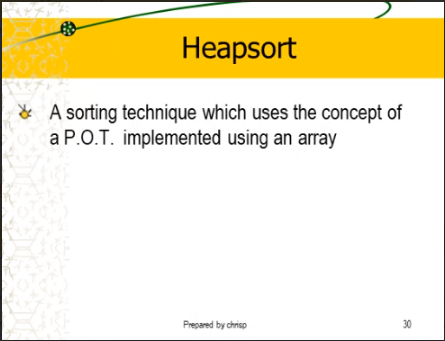 Heapsort
A sorting technique which uses the concept of
a P.O.T. implemented using an array
Prepared by chrisp
30